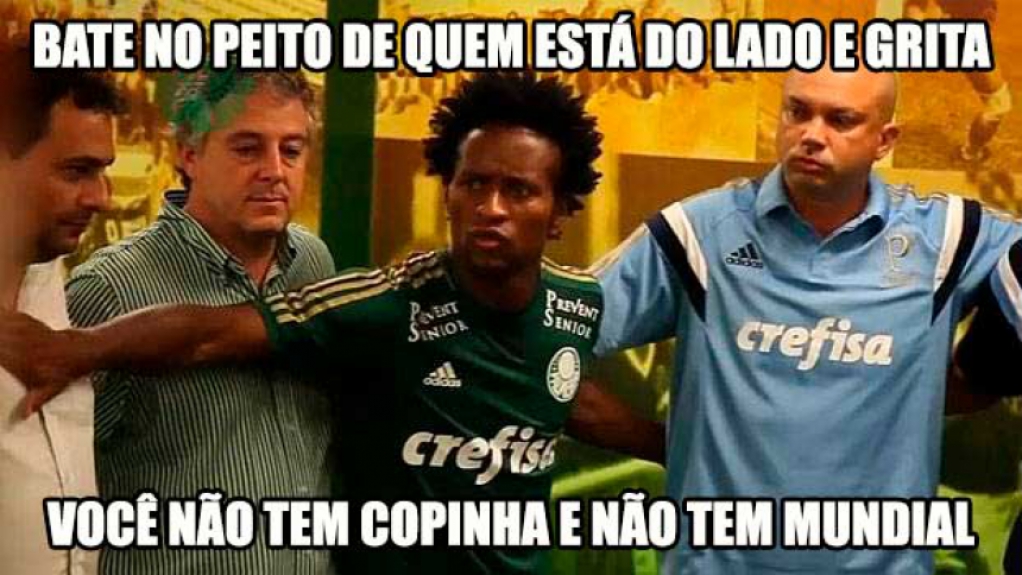 BATE NO PEITO DE QUEM ESTÁ DO LADO E GRITA
PREVENT
SENIOR
PREVENT
SENIOR
adidas
adidas
crefisa
crefisa
VOCÊ NÃO TEM COPINHA E NÃO TEM MUNDIAL